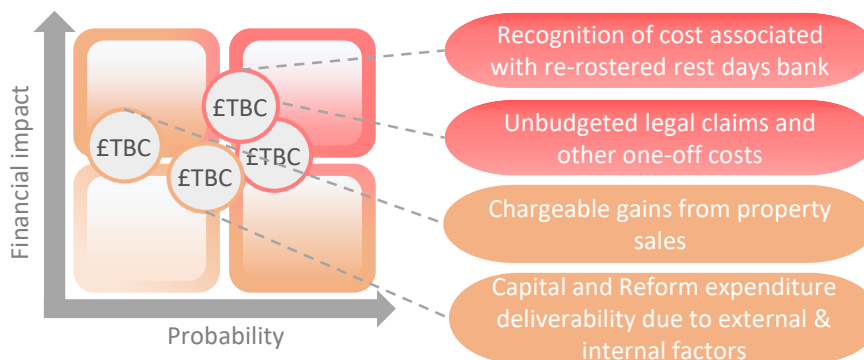 Financial impact
£TBC
£TBC
£TBC
£TBC
Probability
Recognition of cost associated
with re-rostered rest days bank
Unbudgeted legal claims and
other one-off costs
Chargeable gains from property
sales
Capital and Reform expenditure
deliverability due to external &
internal factors